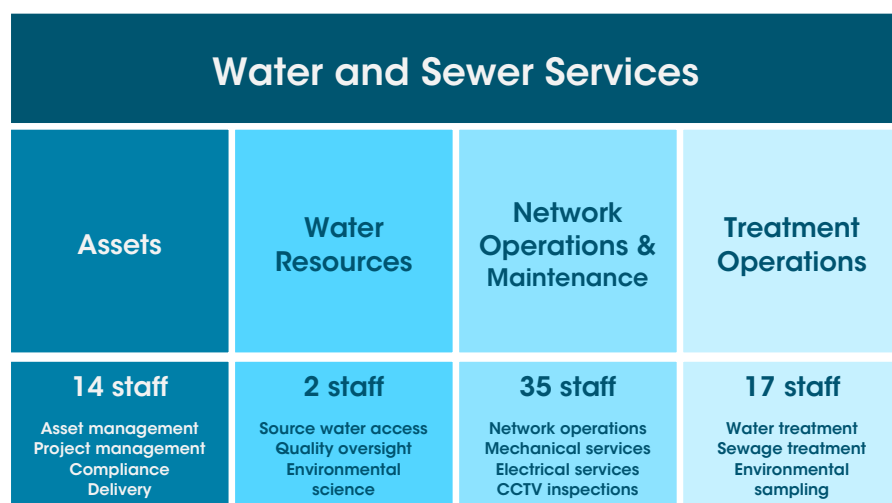 Water and Sewer Services
Assets
Water
Resources
Network
Operations &
Maintenance
Treatment
Operations
14 staff
Asset management
Project management
Compliance
Delivery
2 staff
Source water access
Quality oversight
Environmental
science
35 staff
Network operations
Mechanical services
Electrical services
CCTV inspections
17 staff
Water treatment
Sewage treatment
Environmental
sampling